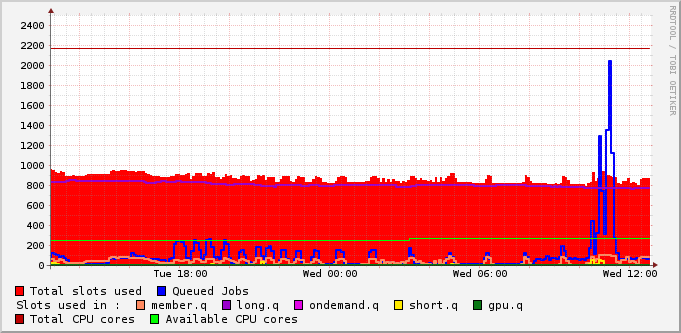 2400
2200
2000
1800
1600
1400
1200
1000
800
600
400
200
0
Tue 18:00 Wed 00:00 Wed 06:00 Wed 12:00
Total slots used Queued Jobs
Slots used in : member.q long.q ondemand.q short.q gpu.q
Total CPU cores Available CPU cores
RRDTOOL / TOBI OETIKER